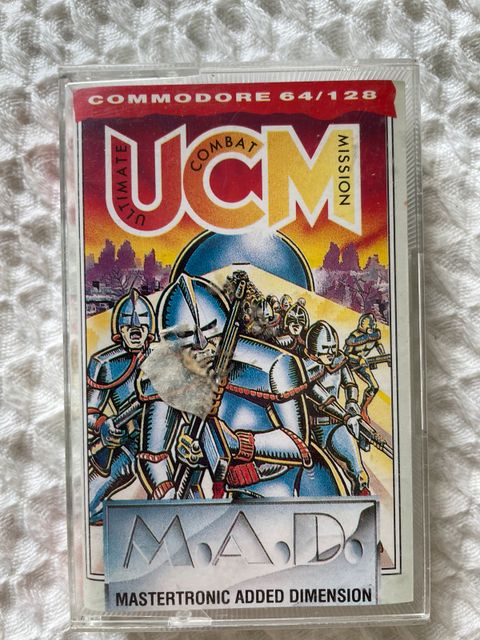 COMMODORE 64/128
UCM
ULTIMATE
COMBAT
MISSION
M.A.D.
MASTERTRONIC ADDED DIMENSION